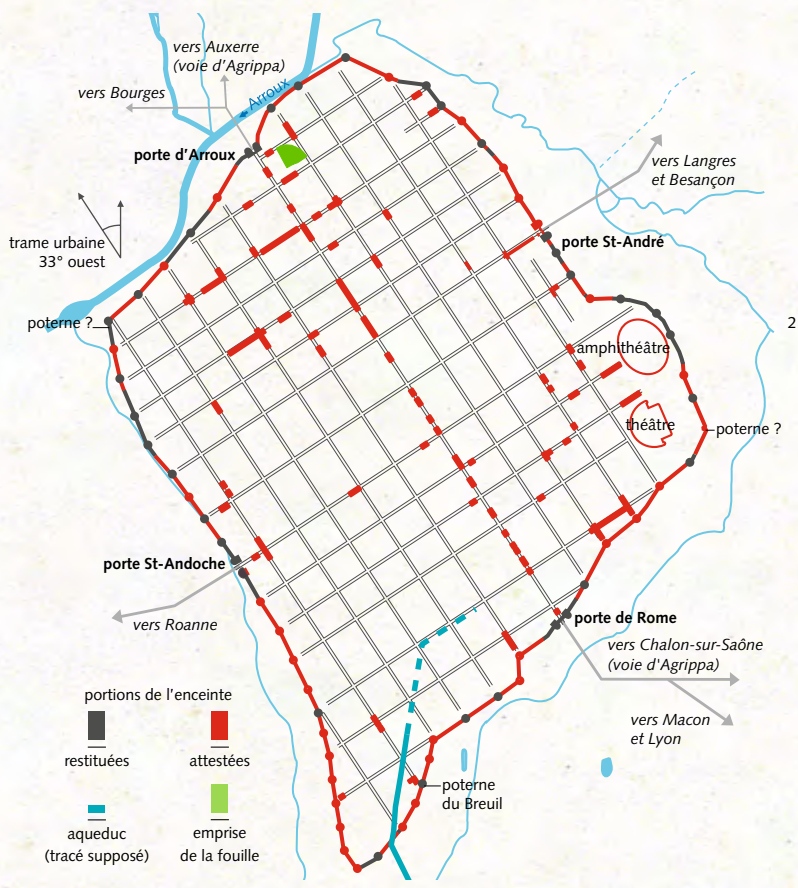 vers Auxerre
(voie d'Agrippa)
vers Bourges
Arroux
porte d'Arroux
vers Langres
et Besançon
trame urbaine
33° ouest
porte St-André
poterne ?
2
amphithéâtre
théâtre
poterne ?
porte St-Andoche
vers Roanne
porte de Rome
vers Chalon-sur-Saône
(voie d'Agrippa)
vers Macon
et Lyon
portions de l'enceinte
restituées
attestées
poterne
du Breuil
aqueduc
(tracé supposé)
emprise
de la fouille